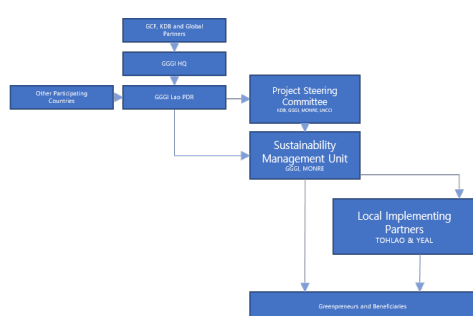 GCF, KDB and Global
Partners
GGGI HQ
Other Participating
Countries
GGGI Lao PDR
Project Steering
Committee
KDB, GGGI, MONRE, LNCCI
Sustainability
Management Unit
GGGI, MONRE
Local Implementing
Partners
TOHLAO & YEAL
Greenpreneurs and Beneficiaries